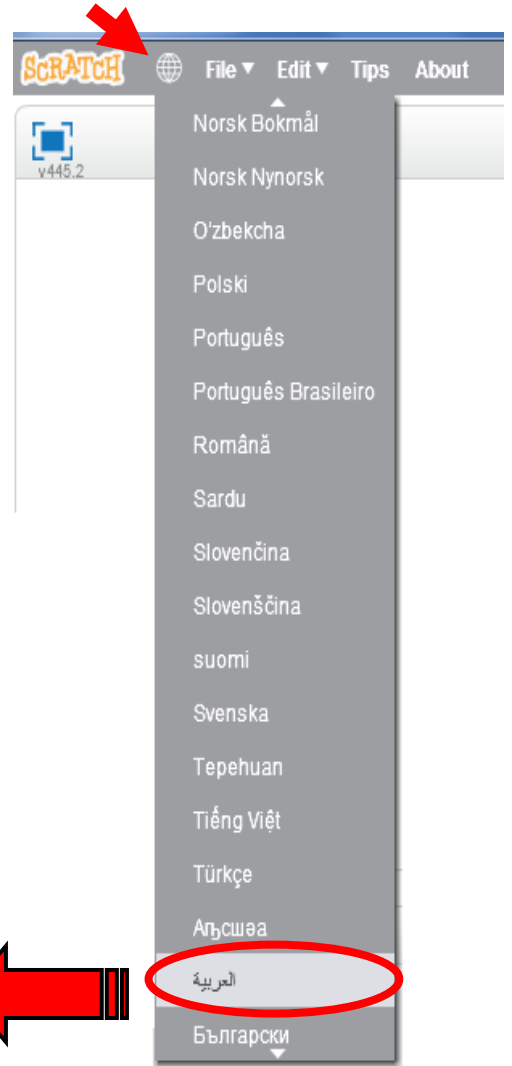 SCRATCH File Edit Tips About
v445.2
Norsk Bokmål
Norsk Nynorsk
O'zbekcha
Polski
Português
Português Brasileiro
Română
Sardu
Slovenčina
Slovenščina
suomi
Svenska
Tepehuan
Tiếng Việt
Türkçe
Аҧсшәа
العربية
Български